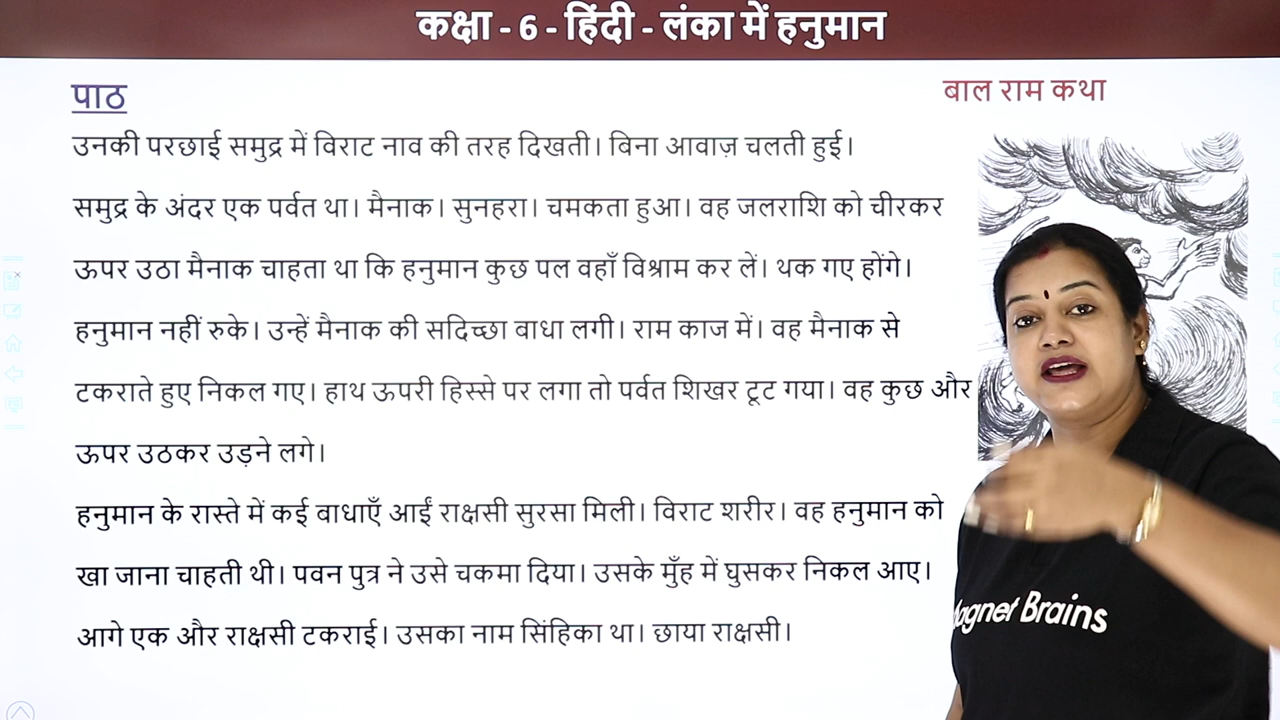 कक्षा - 6 - हिंदी - लंका में हनुमान
पाठ
बाल राम कथा
उनकी परछाई समुद्र में विराट नाव की तरह दिखती। बिना आवाज़ चलती हुई।
समुद्र के अंदर एक पर्वत था। मैनाक। सुनहरा। चमकता हुआ। वह जलराशि को चीरकर
ऊपर उठा मैनाक चाहता था कि हनुमान कुछ पल वहाँ विश्राम कर लें। थक गए होंगे।
हनुमान नहीं रुके। उन्हें मैनाक की सदिच्छा वाधा लगी। राम काज में। वह मैनाक से
टकराते हुए निकल गए। हाथ ऊपरी हिस्से पर लगा तो पर्वत शिखर टूट गया। वह कुछ और
ऊपर उठकर उड़ने लगे।
हनुमान के रास्ते में कई बाधाएँ आईं राक्षसी सुरसा मिली। विराट शरीर। वह हनुमान को
खा जाना चाहती थी। पवन पुत्र ने उसे चकमा दिया। उसके मुँह में घुसकर निकल आए।
आगे एक और राक्षसी टकराई। उसका नाम सिंहिका था। छाया राक्षसी।
agnet Brains